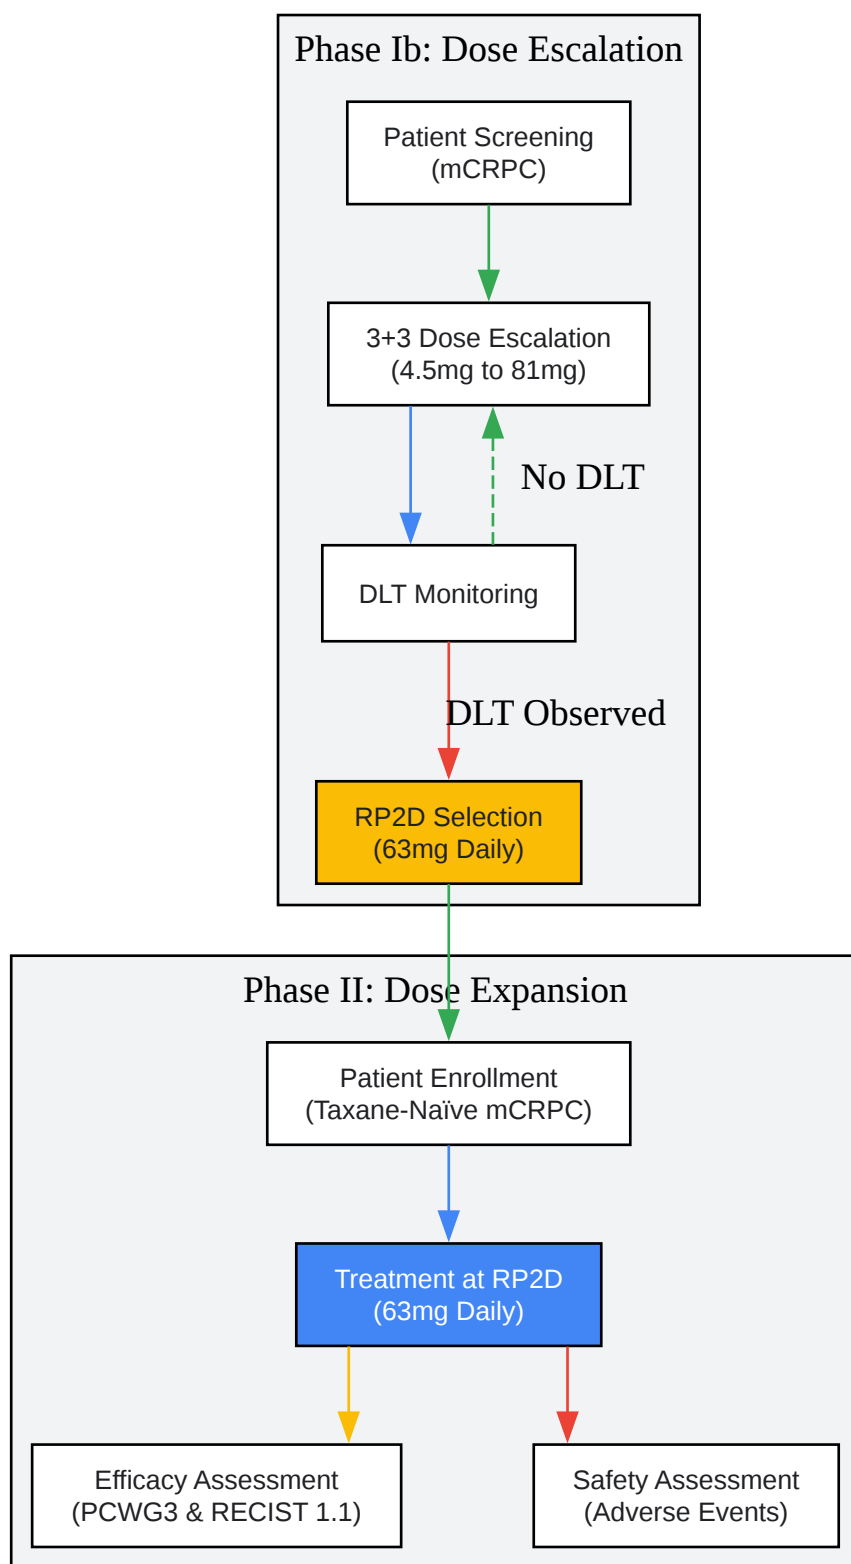 Phase Ib: Dose Escalation
Patient Screening
(mCRPC)
3+3 Dose Escalation
(4.5mg to 81mg)
No DLT
DLT Monitoring
DLT Observed
RP2D Selection
(63mg Daily)
Phase II: Dose Expansion
Patient Enrollment
(Taxane-Naïve mCRPC)
Treatment at RP2D
(63mg Daily)
Efficacy Assessment
(PCWG3 & RECIST 1.1)
Safety Assessment
(Adverse Events)